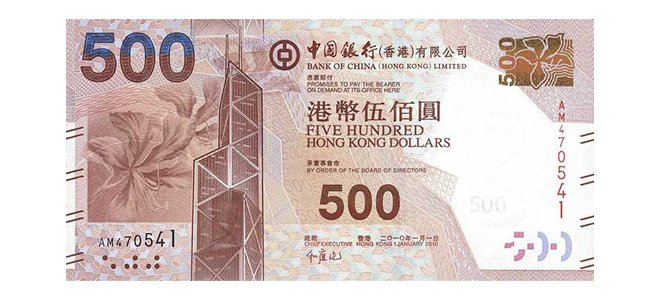 500
中國銀行(香港)有限公司
BANK OF CHINA (HONG KONG) LIMITED
憑票即付
PROMISES TO PAY THE BEARER
ON DEMAND AT ITS OFFICE HERE
500
港幣伍佰圓
FIVE HUNDRED
HONG KONG DOLLARS
承董事會命
BY ORDER OF THE BOARD OF DIRECTORS
AM470541
500
500
AM470541
總裁 香港 二〇一〇年一月一日
CHIEF EXECUTIVE HONG KONG 1 JANUARY 2010